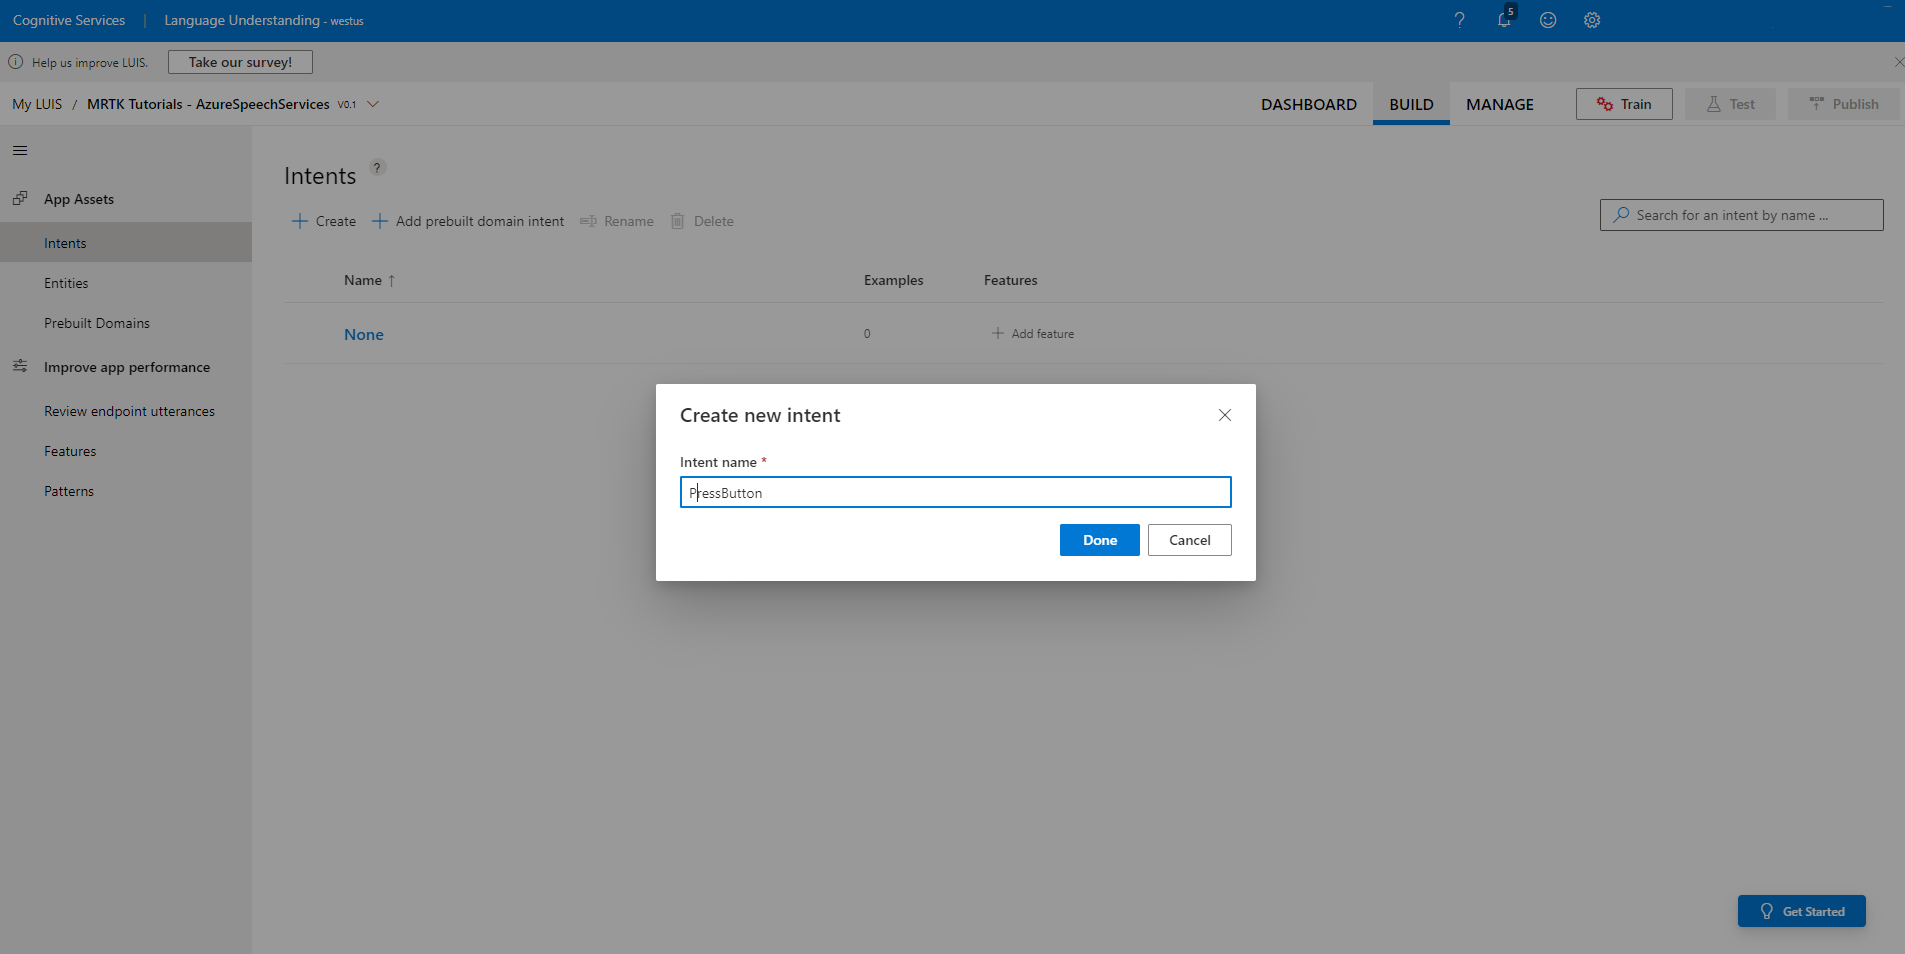 Cognitive Services | Language Understanding - westus 5
Help us improve LUIS. Take our survey!
My LUIS / MRTK Tutorials - AzureSpeechServices V0.1 DASHBOARD BUILD MANAGE Train Test Publish
App Assets
Intents
Entities
Prebuilt Domains
Improve app performance
Review endpoint utterances
Features
Patterns
Intents ?
Create Add prebuilt domain intent Rename Delete Search for an intent by name ...
Name ↑ Examples Features
None 0 + Add feature
Create new intent
Intent name *
PressButton
Done Cancel
Get Started